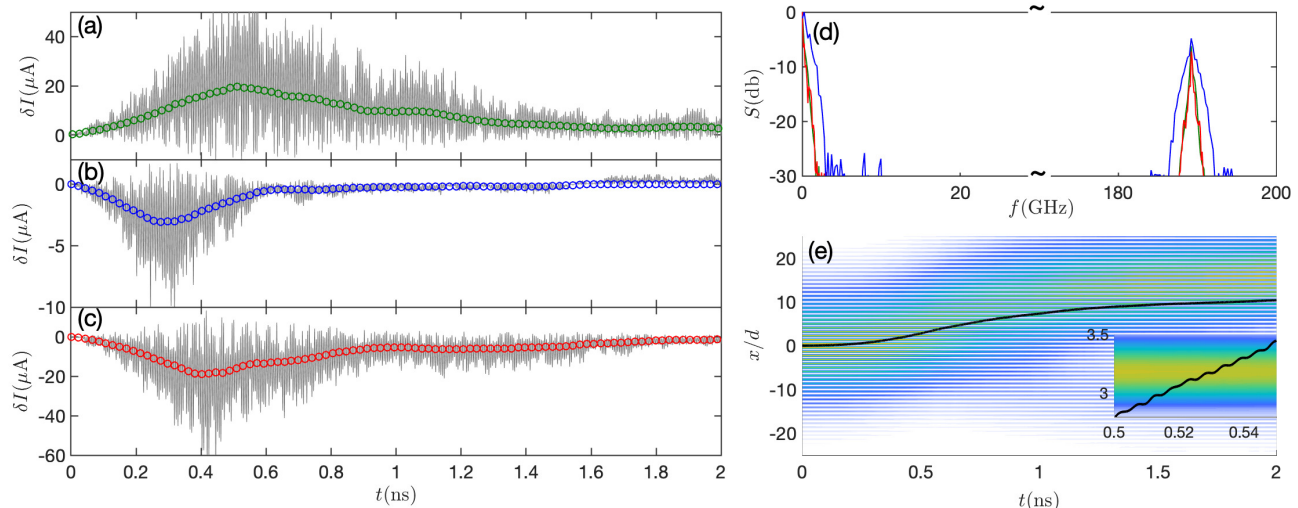 (a)
δI(μA)
40
20
0
(b)
δI(μA)
0
-5
-10
(c)
δI(μA)
0
-20
-40
-60
0 0.2 0.4 0.6 0.8 1 1.2 1.4 1.6 1.8 2
t(ns)
~
(d)
S(db)
0
-10
-20
-30
~
0 20 180 200
f(GHz)
(e)
x/d
20
10
0
-10
-20
3.5
3
0.5 0.52 0.54
0 0.5 1 1.5 2
t(ns)